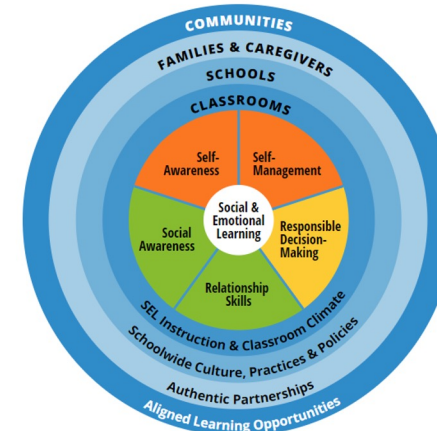 COMMUNITIES
FAMILIES & CAREGIVERS
SCHOOLS
CLASSROOMS
Self-
Awareness
Self-
Management
Social &
Emotional
Learning
Social
Awareness
Responsible
Decision-
Making
Relationship
Skills
SEL Instruction & Classroom Climate
Schoolwide Culture, Practices & Policies
Authentic Partnerships
Aligned Learning Opportunities